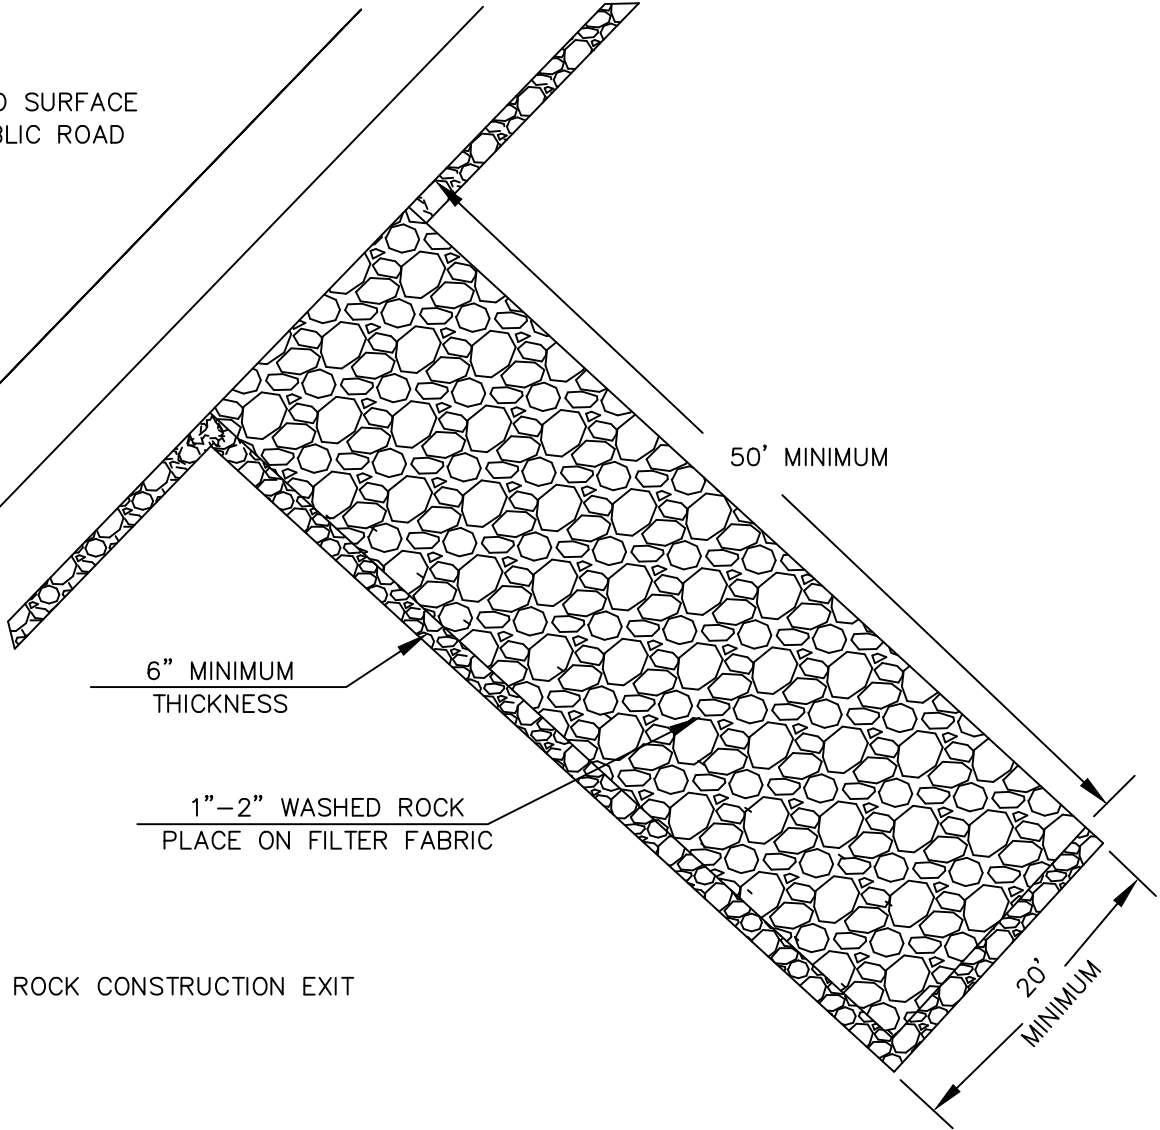 SURFACE
ROAD
50' MINIMUM
6” MINIMUM
THICKNESS
1”–2” WASHED ROCK
PLACE ON FILTER FABRIC
20'
MINIMUM
ROCK CONSTRUCTION EXIT